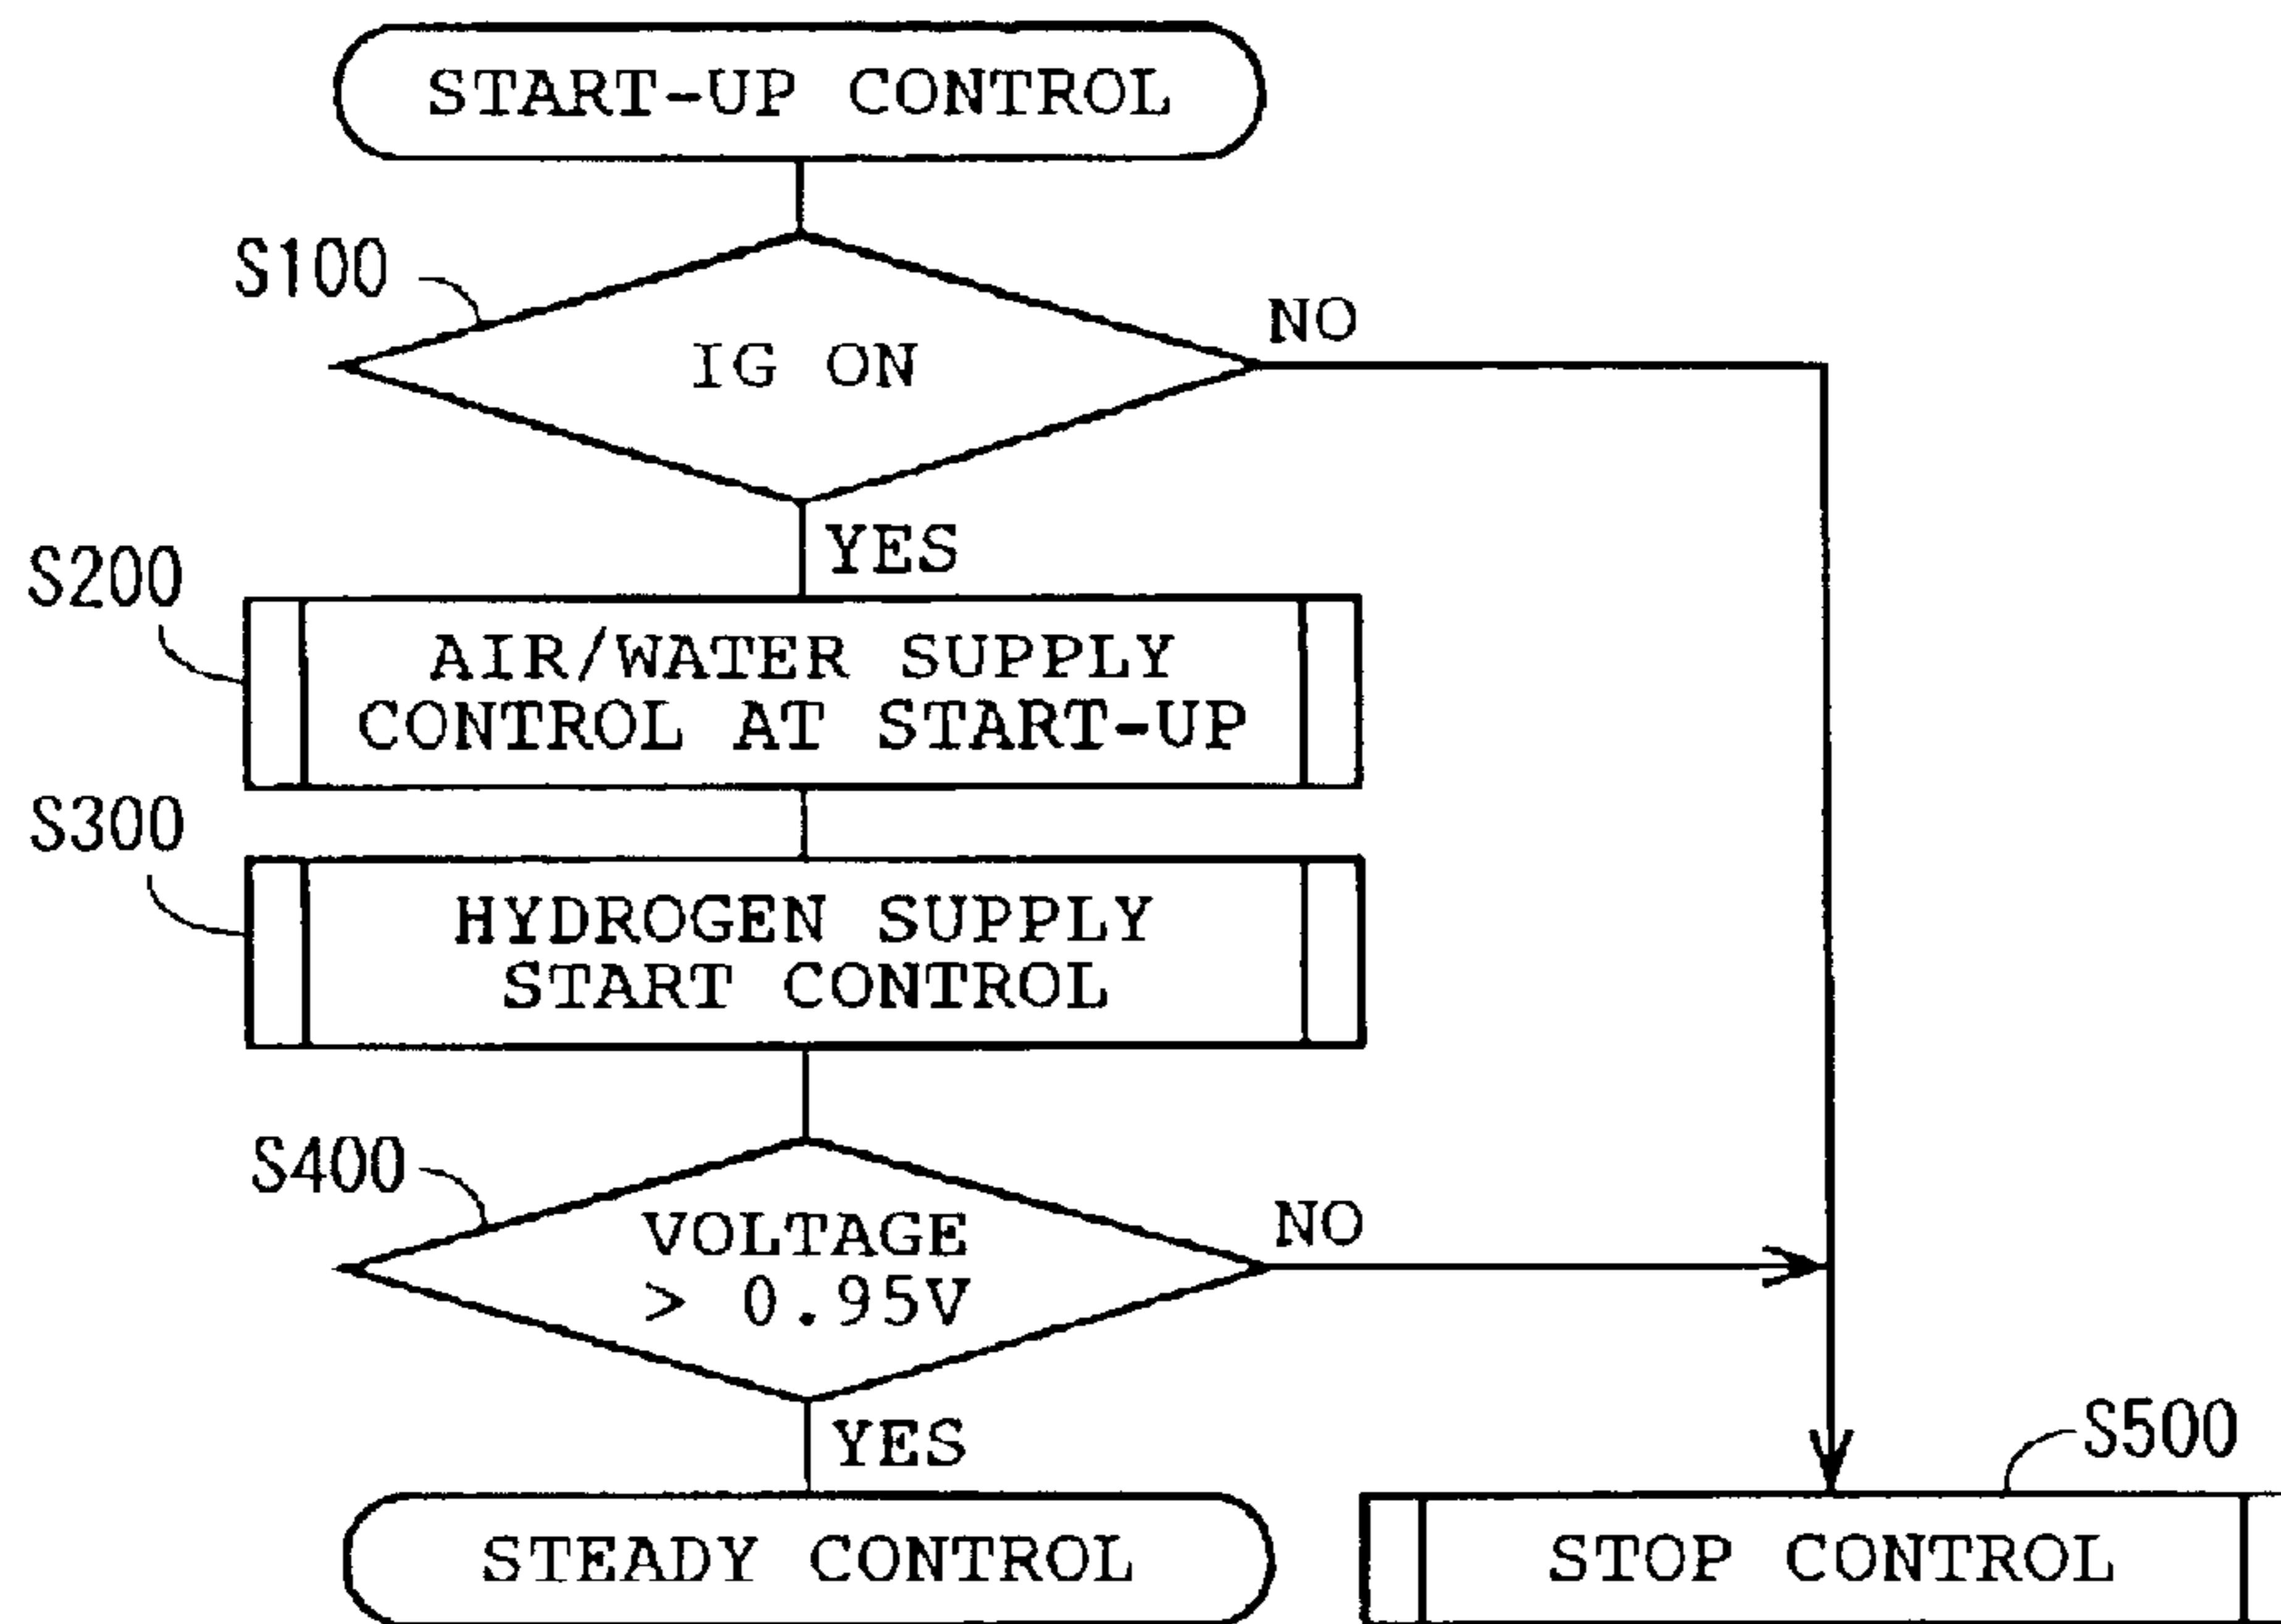 START-UP CONTROL
S100
IG ON
NO
YES
S200
AIR/WATER SUPPLY
CONTROL AT START-UP
S300
HYDROGEN SUPPLY
START CONTROL
S400
VOLTAGE
> 0.95V
NO
YES
S500
STEADY CONTROL
STOP CONTROL